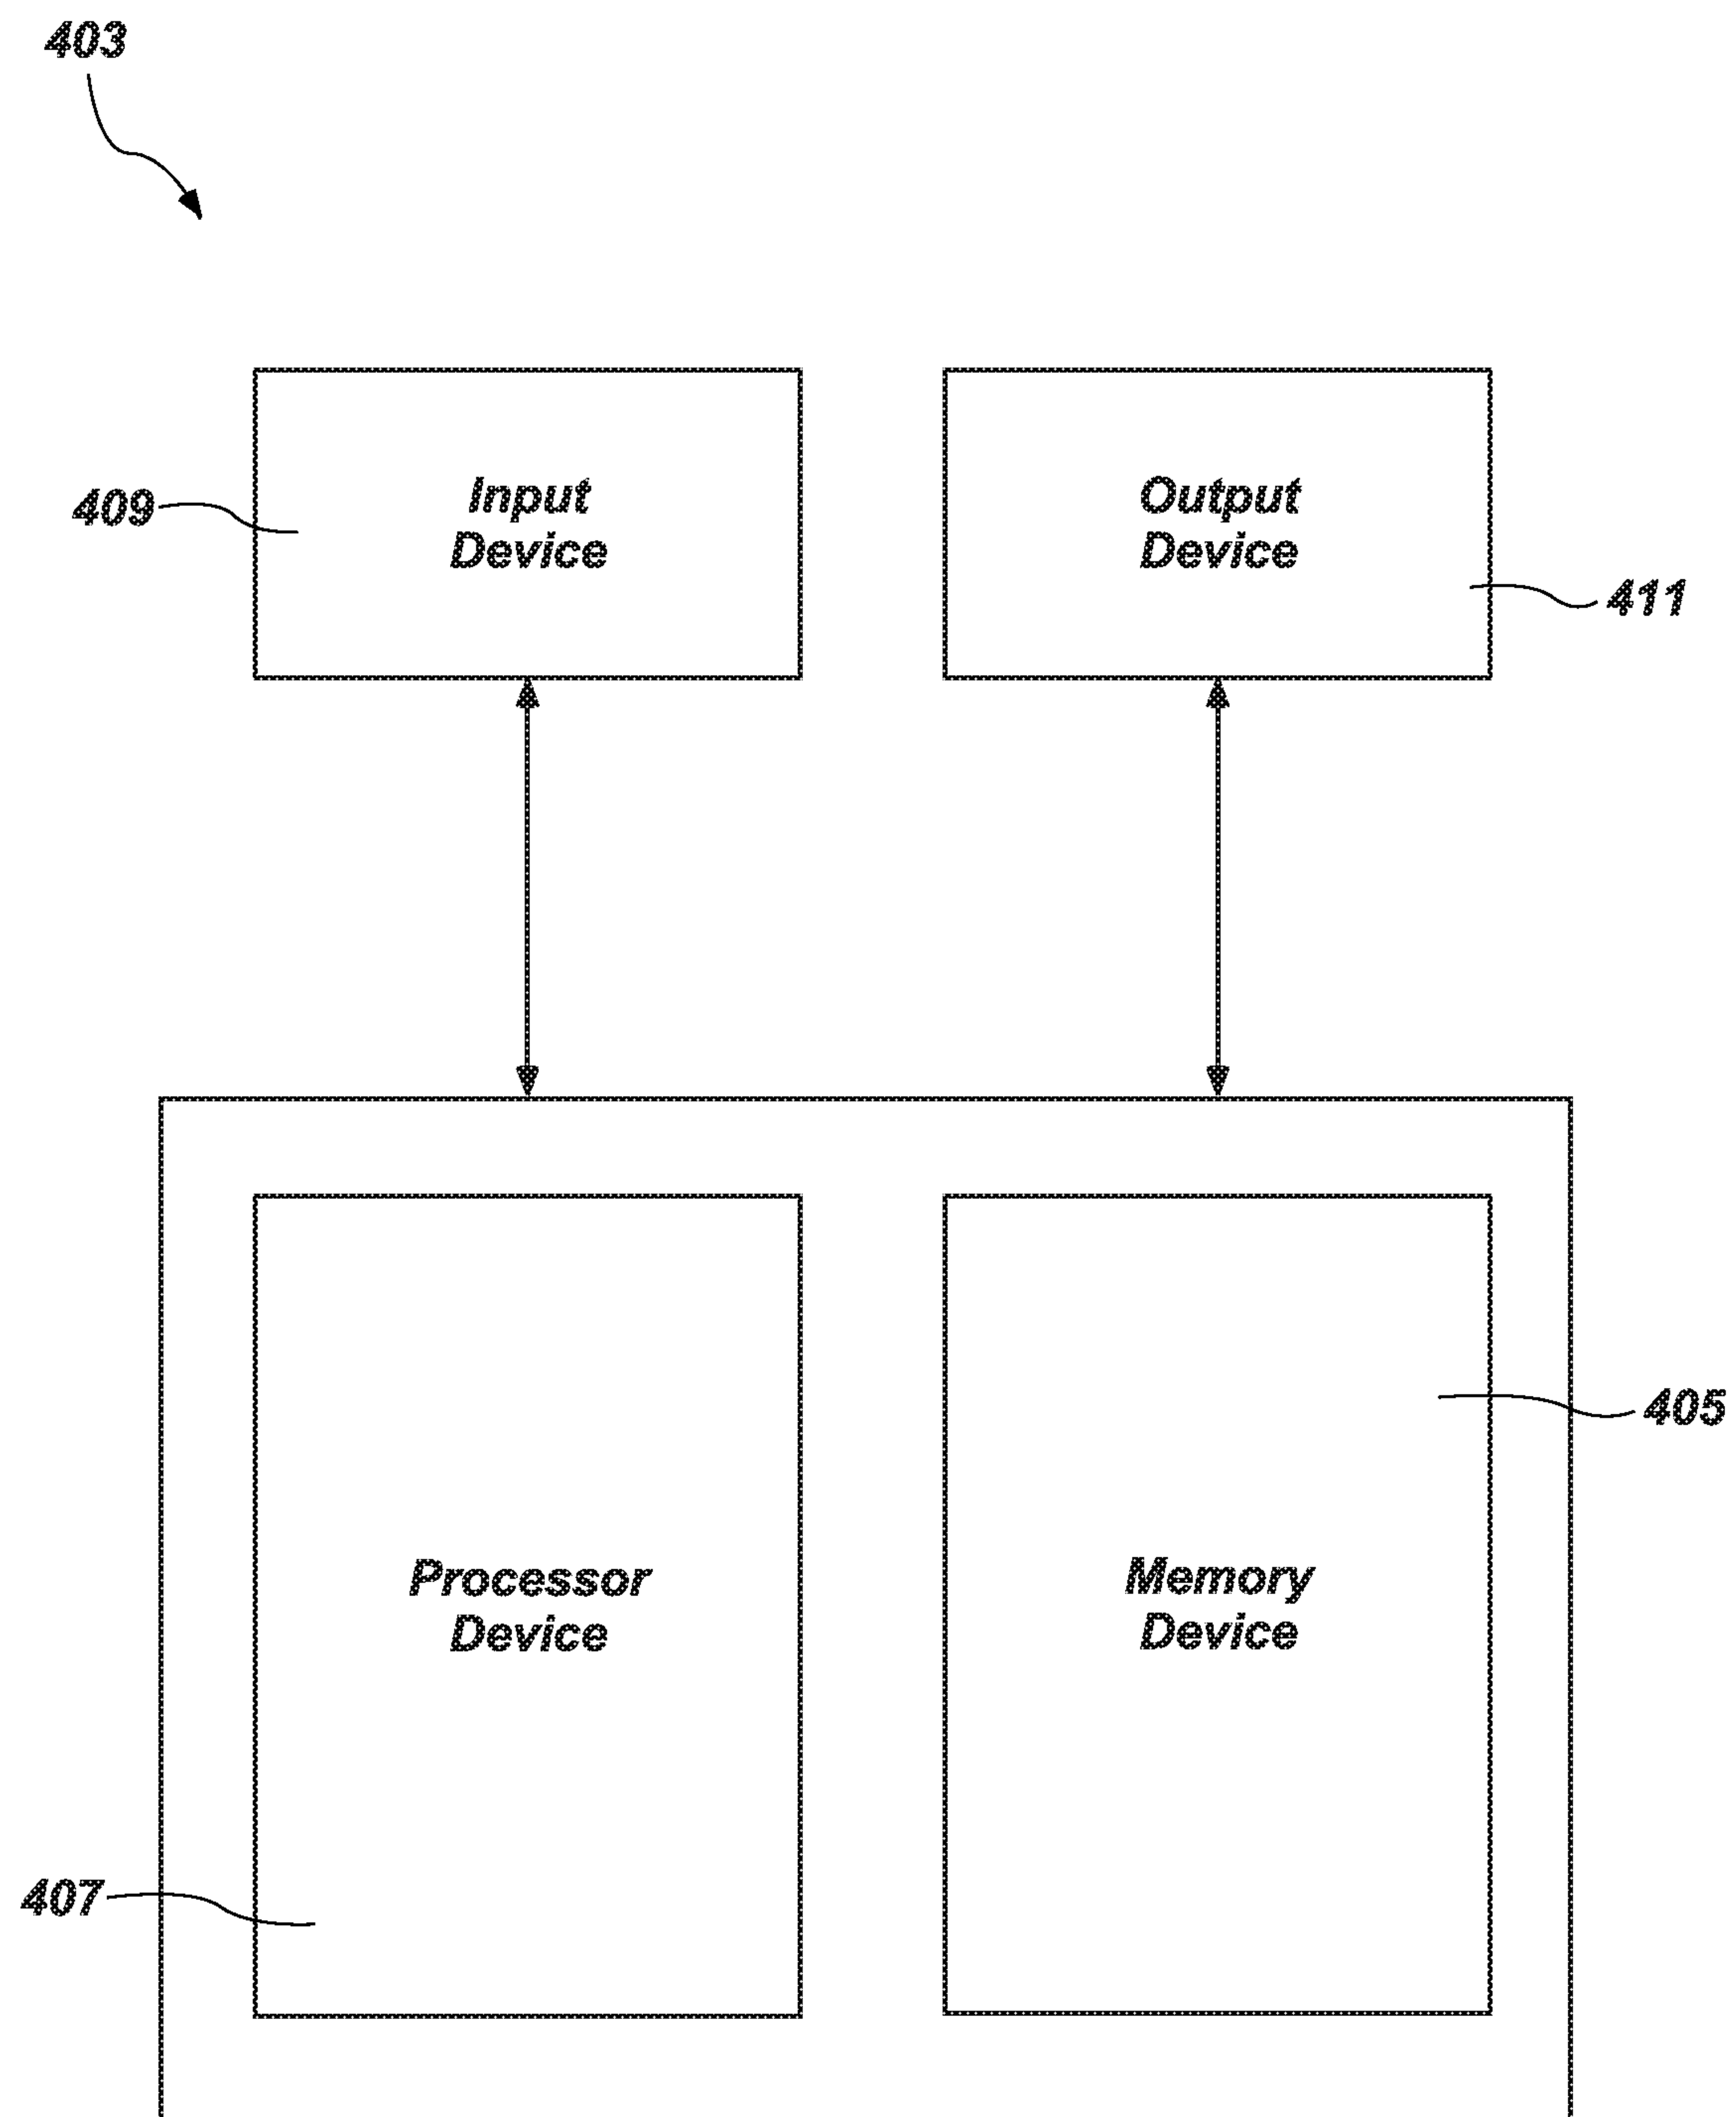 403
Input
Device
409
Output
Device
411
405
Processor
Device
Memory
Device
407